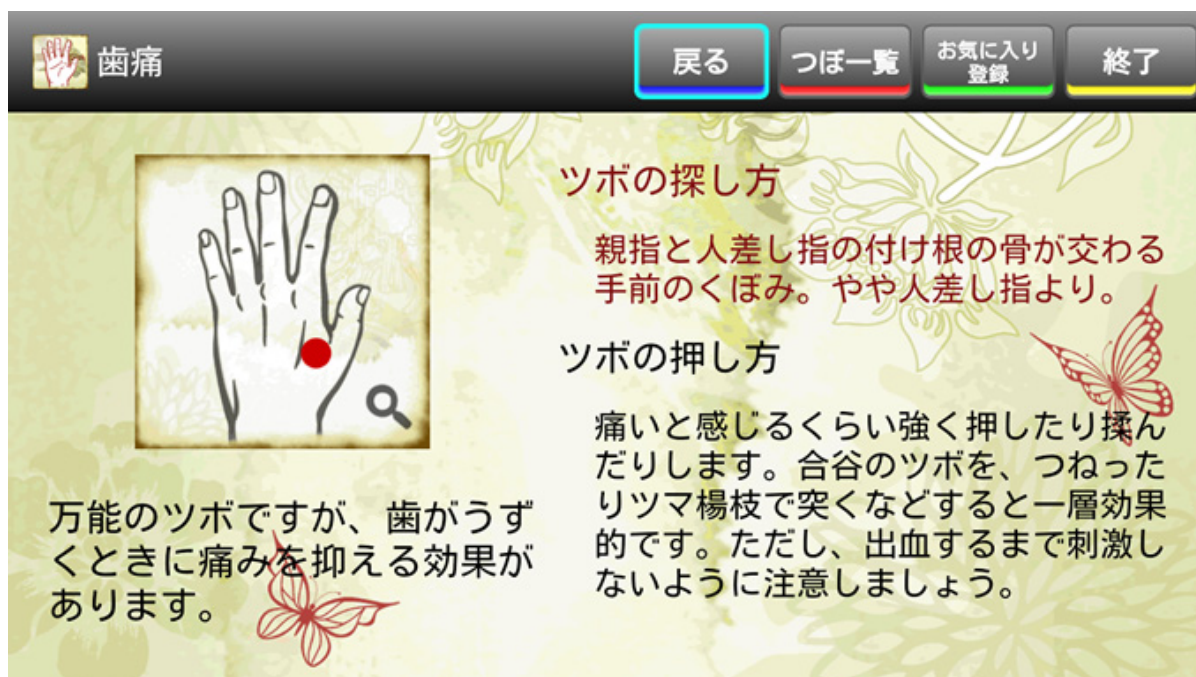 歯痛
戻る
つぼ一覧
お気に入り
登録
終了
ツボの探し方
親指と人差し指の付け根の骨が交わる
手前のくぼみ。やや人差し指より。
ツボの押し方
痛いと感じるくらい強く押したり揉ん
だりします。合谷のツボを、つねった
りツマ楊枝で突くなどすると一層効果
的です。ただし、出血するまで刺激し
ないように注意しましょう。
万能のツボですが、歯がうず
くときに痛みを抑える効果が
あります。